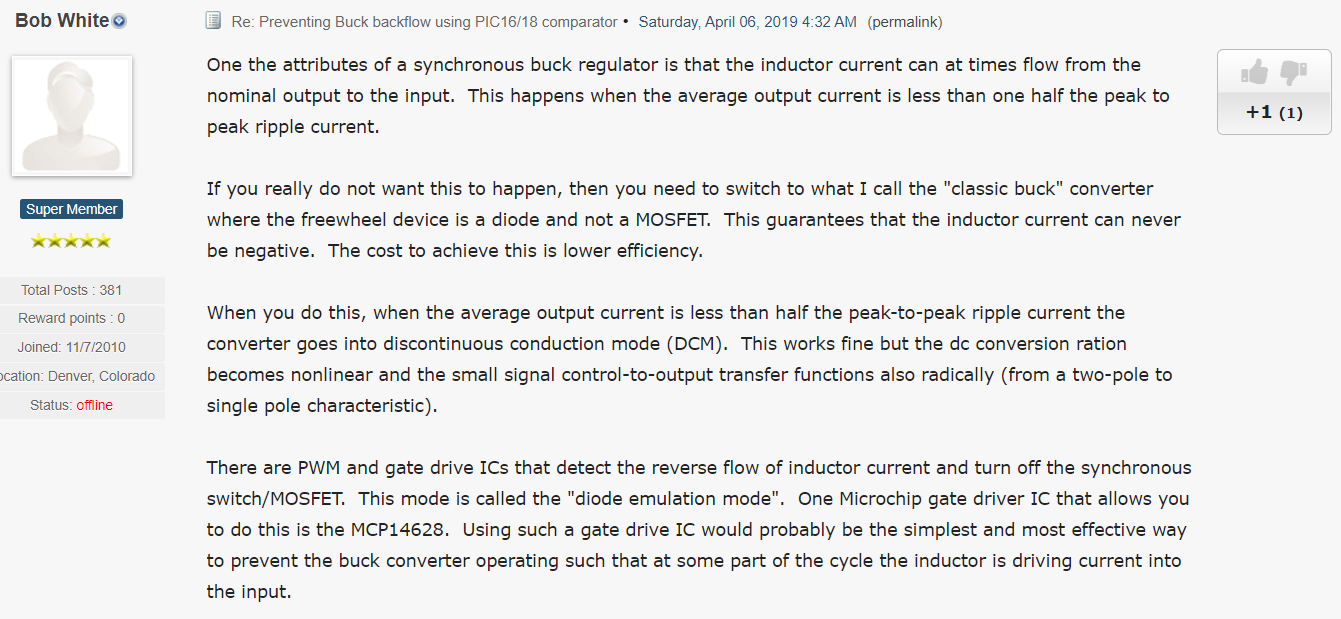 Bob White
Re: Preventing Buck backflow using PIC16/18 comparator • Saturday, April 06, 2019 4:32 AM (permalink)
One the attributes of a synchronous buck regulator is that the inductor current can at times flow from the
nominal output to the input. This happens when the average output current is less than one half the peak to
peak ripple current.
If you really do not want this to happen, then you need to switch to what I call the "classic buck" converter
where the freewheel device is a diode and not a MOSFET. This guarantees that the inductor current can never
be negative. The cost to achieve this is lower efficiency.
When you do this, when the average output current is less than half the peak-to-peak ripple current the
converter goes into discontinuous conduction mode (DCM). This works fine but the dc conversion ration
becomes nonlinear and the small signal control-to-output transfer functions also radically (from a two-pole to
single pole characteristic).
There are PWM and gate drive ICs that detect the reverse flow of inductor current and turn off the synchronous
switch/MOSFET. This mode is called the "diode emulation mode". One Microchip gate driver IC that allows you
to do this is the MCP14628. Using such a gate drive IC would probably be the simplest and most effective way
to prevent the buck converter operating such that at some part of the cycle the inductor is driving current into
the input.
Super Member
Total Posts : 381
Reward points : 0
Joined: 11/7/2010
ocation: Denver, Colorado
Status: offline
+1 (1)